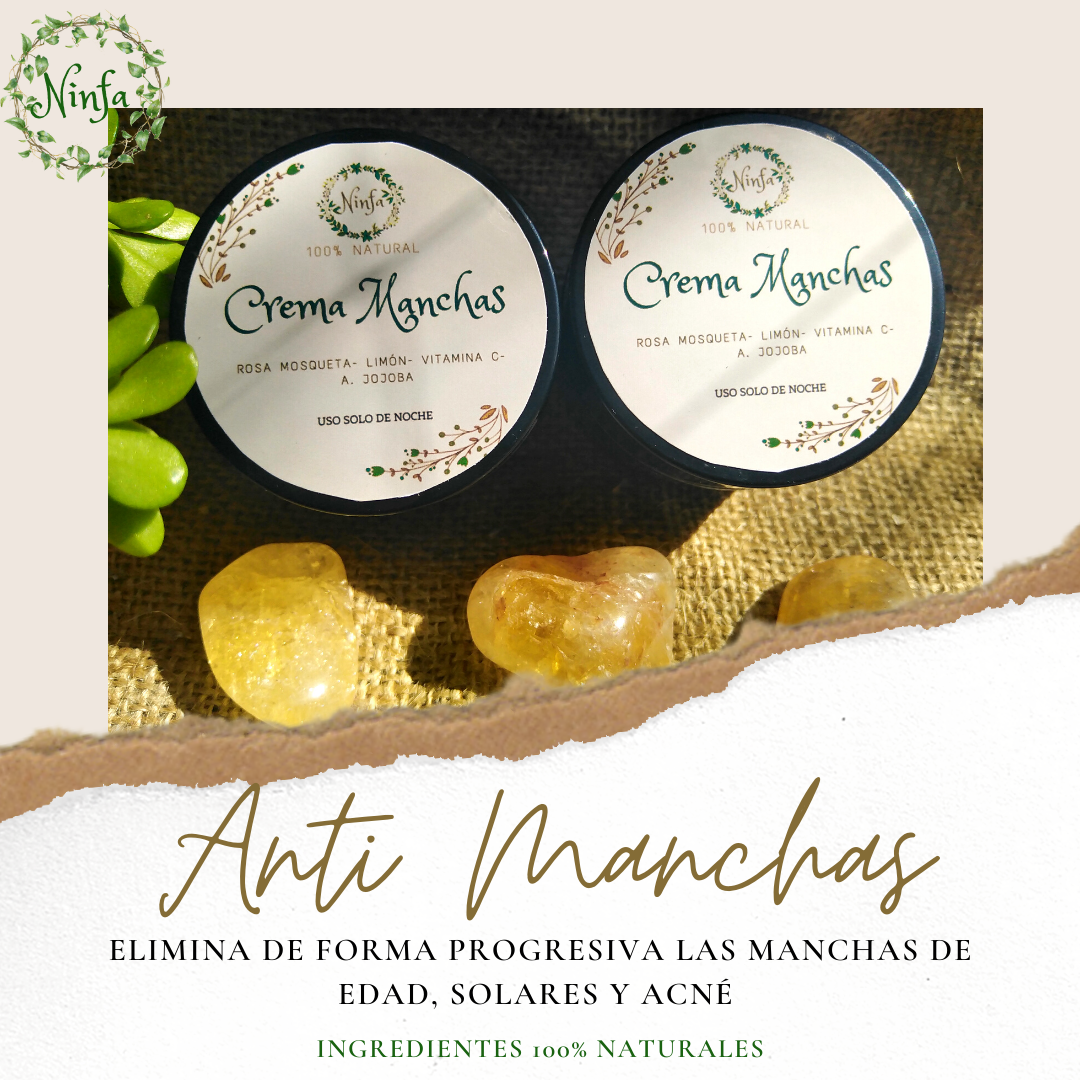 Ninfa
Ninfa
100% NATURAL
Crema Manchas
ROSA MOSQUETA- LIMÓN- VITAMINA C-
A. JOJOBA
USO SOLO DE NOCHE
Ninfa
100% NATURAL
Crema Manchas
ROSA MOSQUETA- LIMÓN- VITAMINA C-
A. JOJOBA
USO SOLO DE NOCHE
Anti Manchas
ELIMINA DE FORMA PROGRESIVA LAS MANCHAS DE
EDAD, SOLARES Y ACNÉ
INGREDIENTES 100% NATURALES